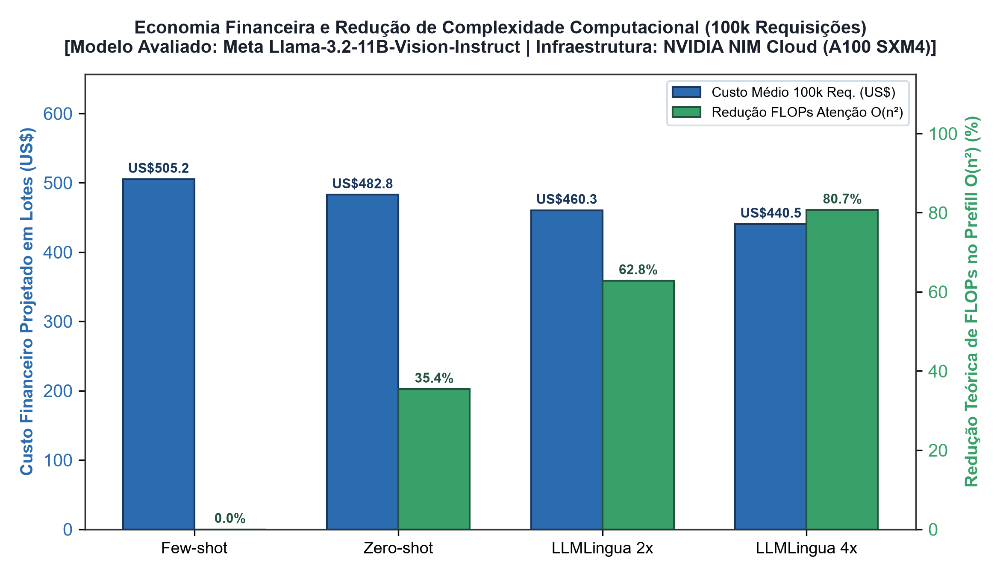 Economia Financeira e Redução de Complexidade Computacional (100k Requisições)
[Modelo Avaliado: Meta Llama-3.2-11B-Vision-Instruct | Infraestrutura: NVIDIA NIM Cloud (A100 SXM4)]
Custo Médio 100k Req. (US$)
Redução FLOPs Atenção O(n²)
Custo Financeiro Projetado em Lotes (US$)
600
500
400
300
200
100
0
US$505.2
0.0%
US$482.8
35.4%
US$460.3
62.8%
US$440.5
80.7%
100
80
60
40
20
0
Redução Teórica de FLOPs no Prefill O(n²) (%)
Few-shot
Zero-shot
LLMLingua 2x
LLMLingua 4x